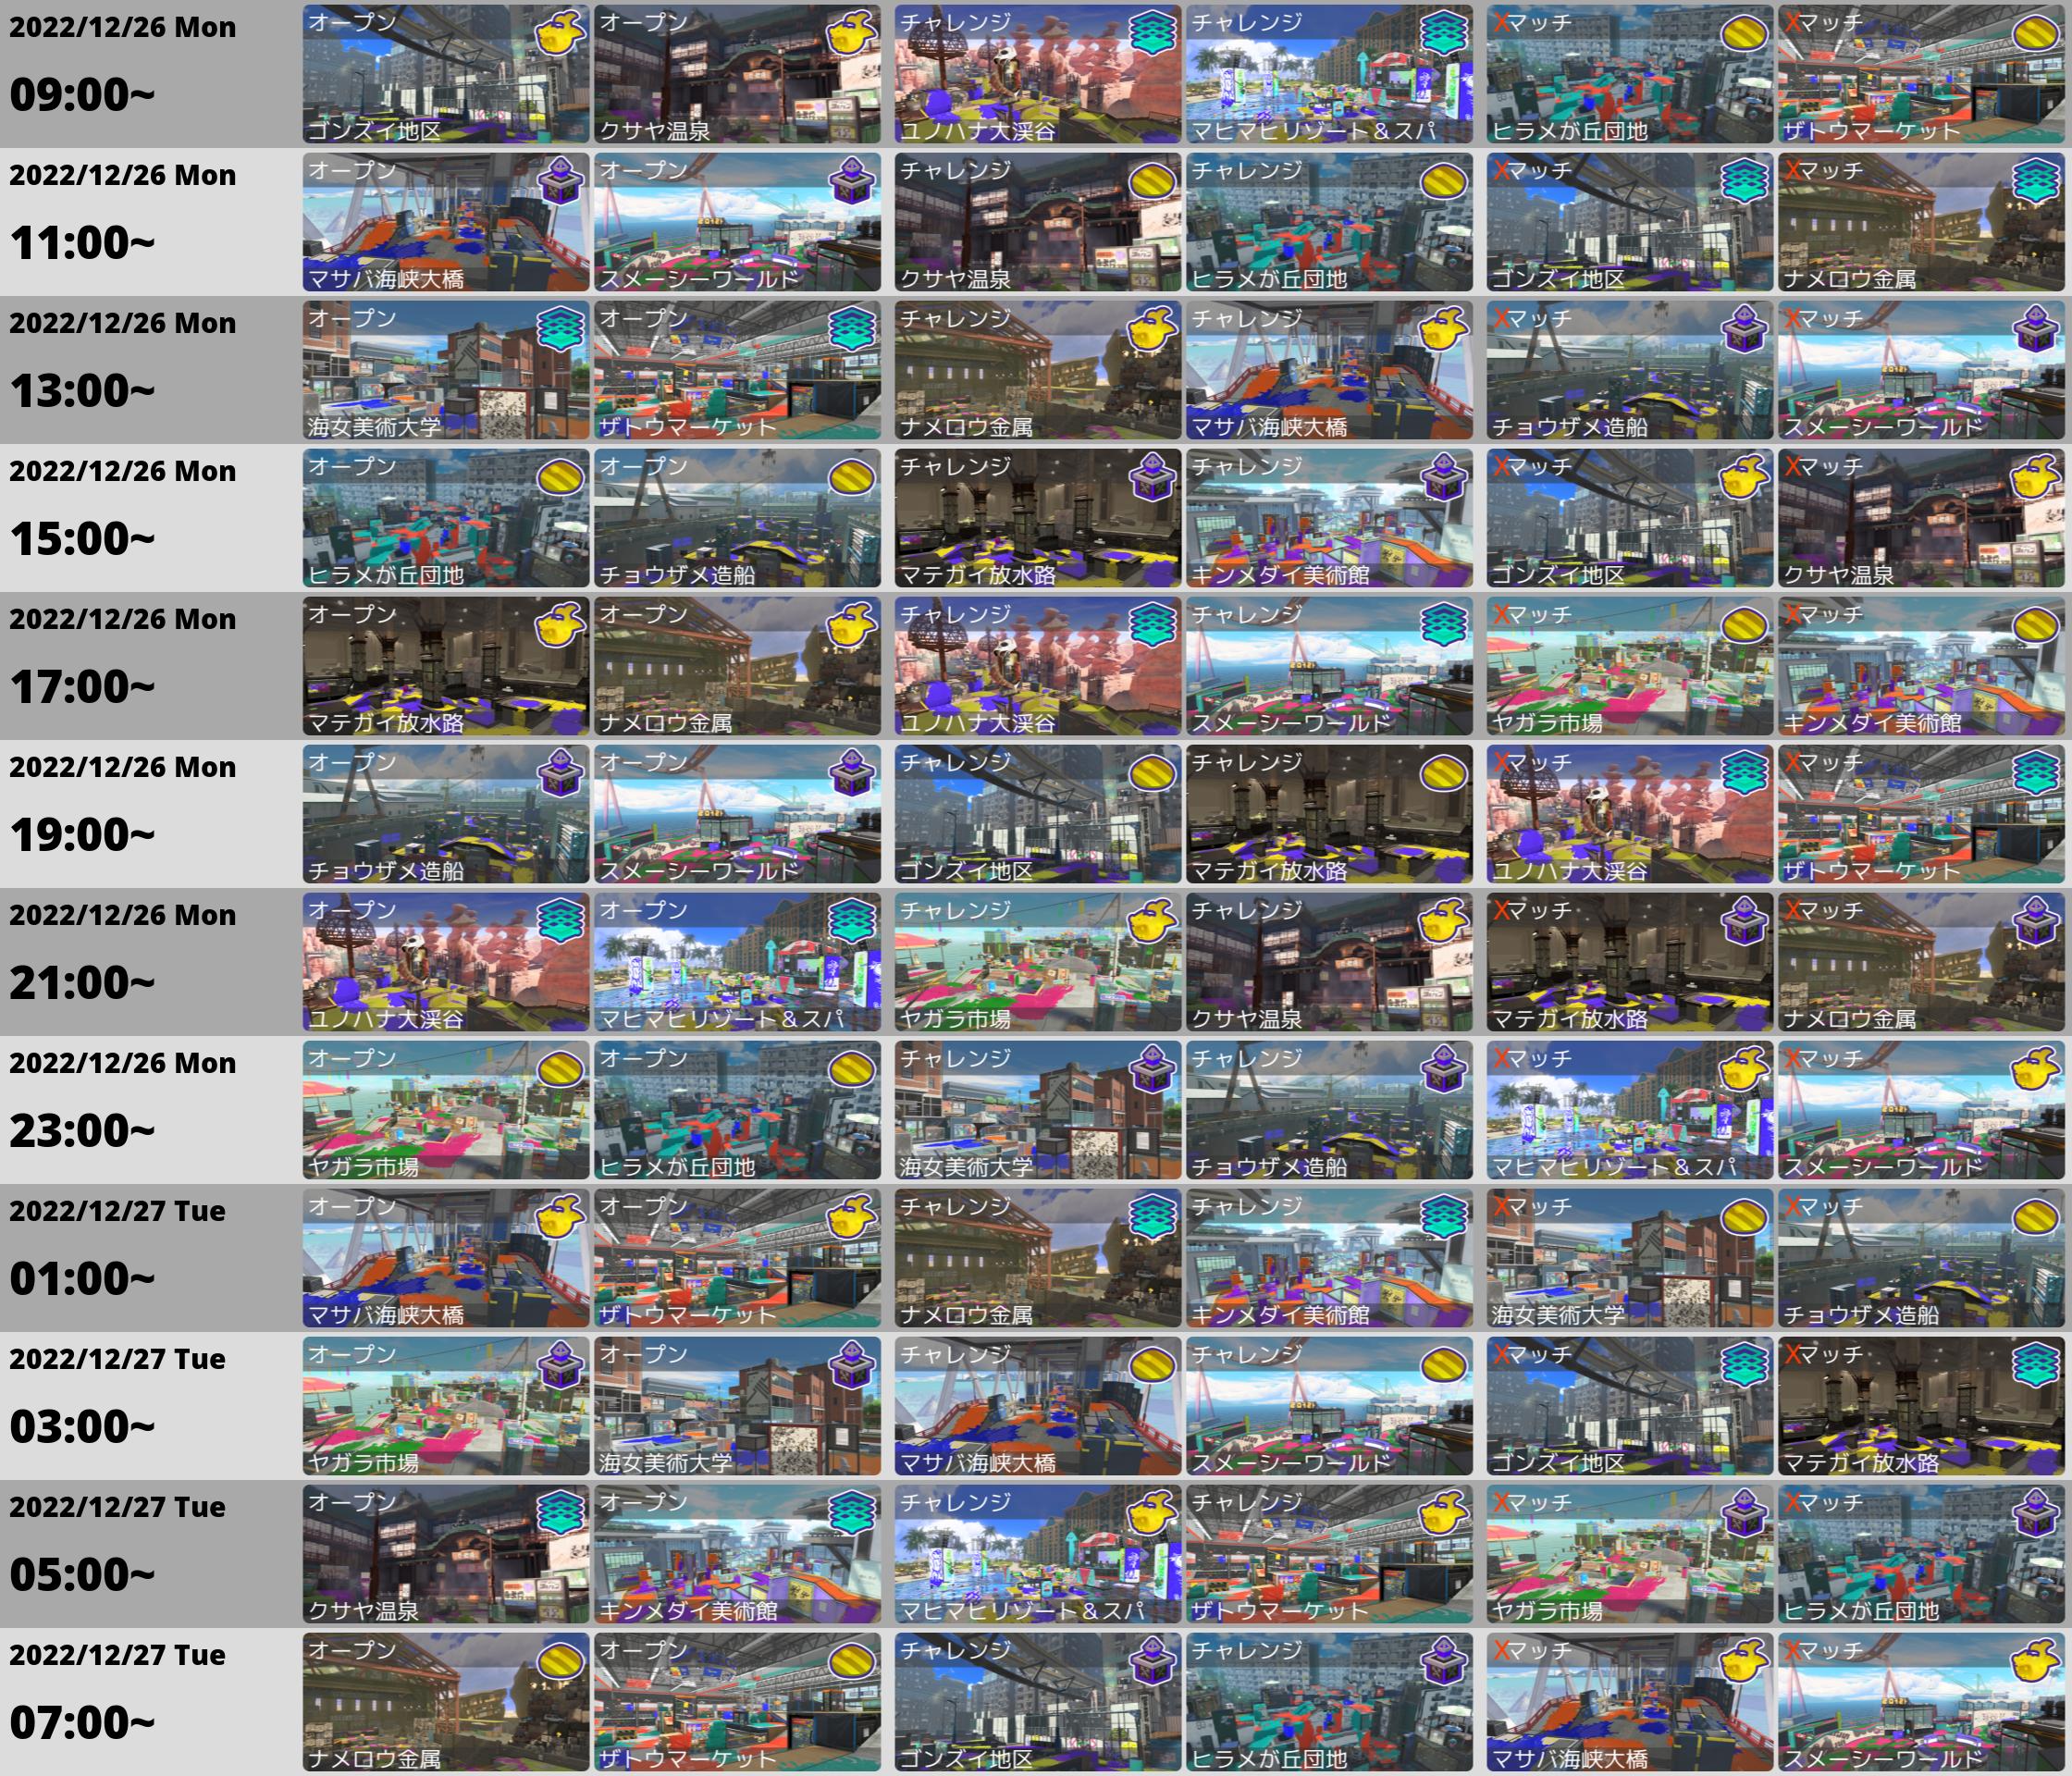 2022/12/26 Mon
09:00~
オープン
ゴンズイ地区
オープン
クサヤ温泉
チャレンジ
ユノハナ大渓谷
チャレンジ
マヒマヒリゾート＆スパ
Xマッチ
ヒラメが丘団地
Xマッチ
ザトウマーケット
2022/12/26 Mon
11:00~
オープン
マサバ海峡大橋
オープン
スメーシーワールド
チャレンジ
クサヤ温泉
チャレンジ
ヒラメが丘団地
Xマッチ
ゴンズイ地区
Xマッチ
ナメロウ金属
2022/12/26 Mon
13:00~
オープン
海女美術大学
オープン
ザトウマーケット
チャレンジ
ナメロウ金属
チャレンジ
マサバ海峡大橋
Xマッチ
チョウザメ造船
Xマッチ
スメーシーワールド
2022/12/26 Mon
15:00~
オープン
ヒラメが丘団地
オープン
チョウザメ造船
チャレンジ
マテガイ放水路
チャレンジ
キンメダイ美術館
Xマッチ
ゴンズイ地区
Xマッチ
クサヤ温泉
2022/12/26 Mon
17:00~
オープン
マテガイ放水路
オープン
ナメロウ金属
チャレンジ
ユノハナ大渓谷
チャレンジ
スメーシーワールド
Xマッチ
ヤガラ市場
Xマッチ
キンメダイ美術館
2022/12/26 Mon
19:00~
オープン
チョウザメ造船
オープン
スメーシーワールド
チャレンジ
ゴンズイ地区
チャレンジ
マテガイ放水路
Xマッチ
ユノハナ大渓谷
Xマッチ
ザトウマーケット
2022/12/26 Mon
21:00~
オープン
ユノハナ大渓谷
オープン
マヒマヒリゾート＆スパ
チャレンジ
ヤガラ市場
チャレンジ
クサヤ温泉
Xマッチ
マテガイ放水路
Xマッチ
ナメロウ金属
2022/12/26 Mon
23:00~
オープン
ヤガラ市場
オープン
ヒラメが丘団地
チャレンジ
海女美術大学
チャレンジ
チョウザメ造船
Xマッチ
マヒマヒリゾート＆スパ
Xマッチ
スメーシーワールド
2022/12/27 Tue
01:00~
オープン
マサバ海峡大橋
オープン
ザトウマーケット
チャレンジ
ナメロウ金属
チャレンジ
キンメダイ美術館
Xマッチ
海女美術大学
Xマッチ
チョウザメ造船
2022/12/27 Tue
03:00~
オープン
ヤガラ市場
オープン
海女美術大学
チャレンジ
マサバ海峡大橋
チャレンジ
スメーシーワールド
Xマッチ
ゴンズイ地区
Xマッチ
マテガイ放水路
2022/12/27 Tue
05:00~
オープン
クサヤ温泉
オープン
キンメダイ美術館
チャレンジ
マヒマヒリゾート＆スパ
チャレンジ
ザトウマーケット
Xマッチ
ヤガラ市場
Xマッチ
ヒラメが丘団地
2022/12/27 Tue
07:00~
オープン
ナメロウ金属
オープン
ザトウマーケット
チャレンジ
ゴンズイ地区
チャレンジ
ヒラメが丘団地
Xマッチ
マサバ海峡大橋
Xマッチ
スメーシーワールド